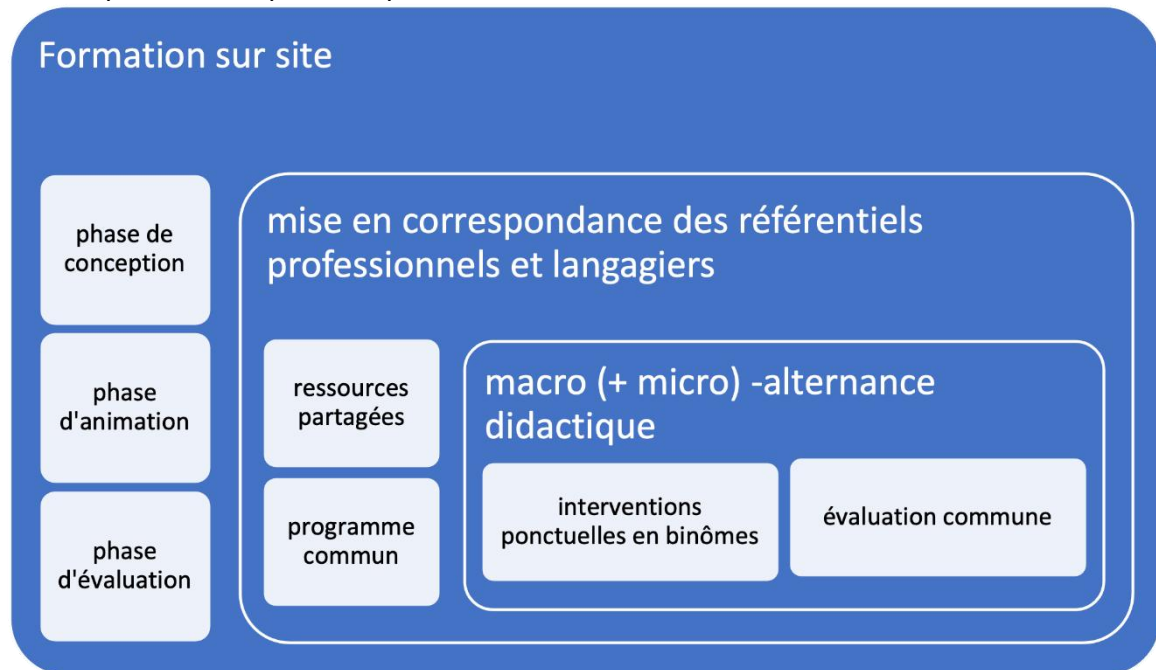 Formation sur site
phase de
conception
phase
d'animation
phase
d'évaluation
mise en correspondance des référentiels
professionnels et langagiers
ressources
partagées
programme
commun
macro (+ micro) -alternance
didactique
interventions
ponctuelles en binômes
évaluation commune